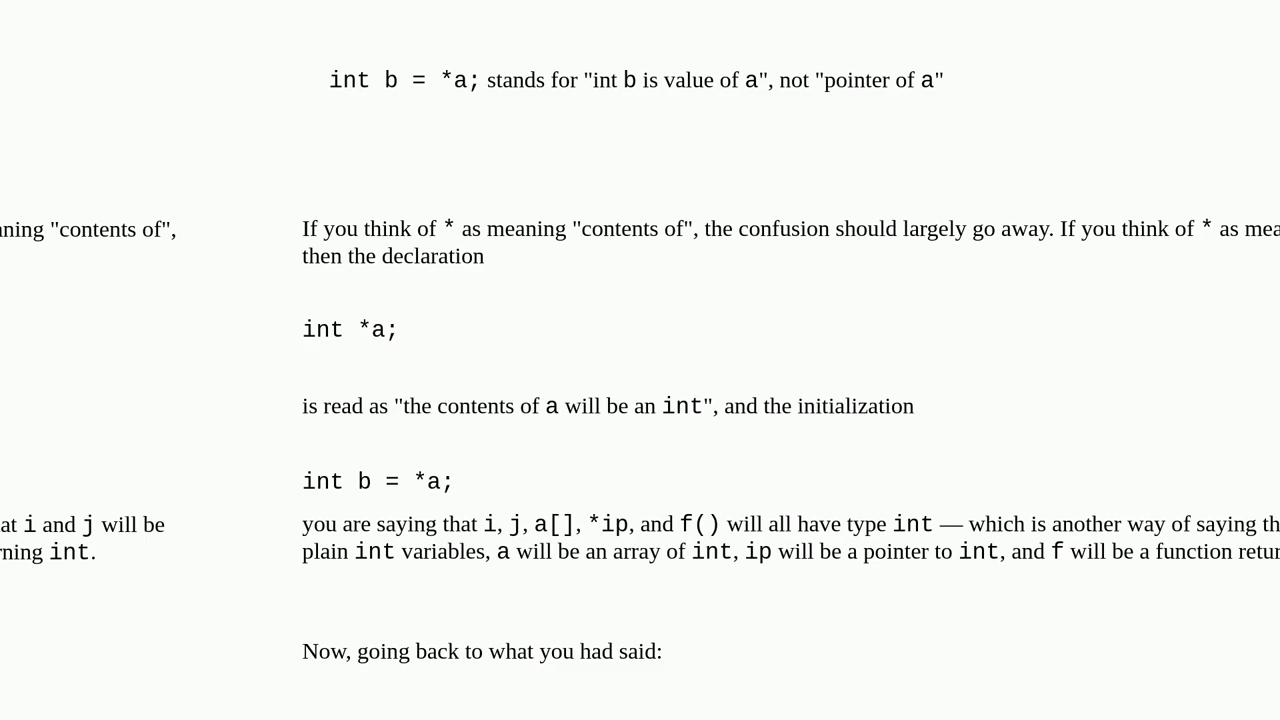 int b = *a; stands for "int b is value of a", not "pointer of a"
ning "contents of",
If you think of * as meaning "contents of", the confusion should largely go away. If you think of * as mea
then the declaration
int *a;
is read as "the contents of a will be an int", and the initialization
int b = *a;
at i and j will be
rning int.
you are saying that i, j, a[], *ip, and f() will all have type int — which is another way of saying th
plain int variables, a will be an array of int, ip will be a pointer to int, and f will be a function retur
Now, going back to what you had said: